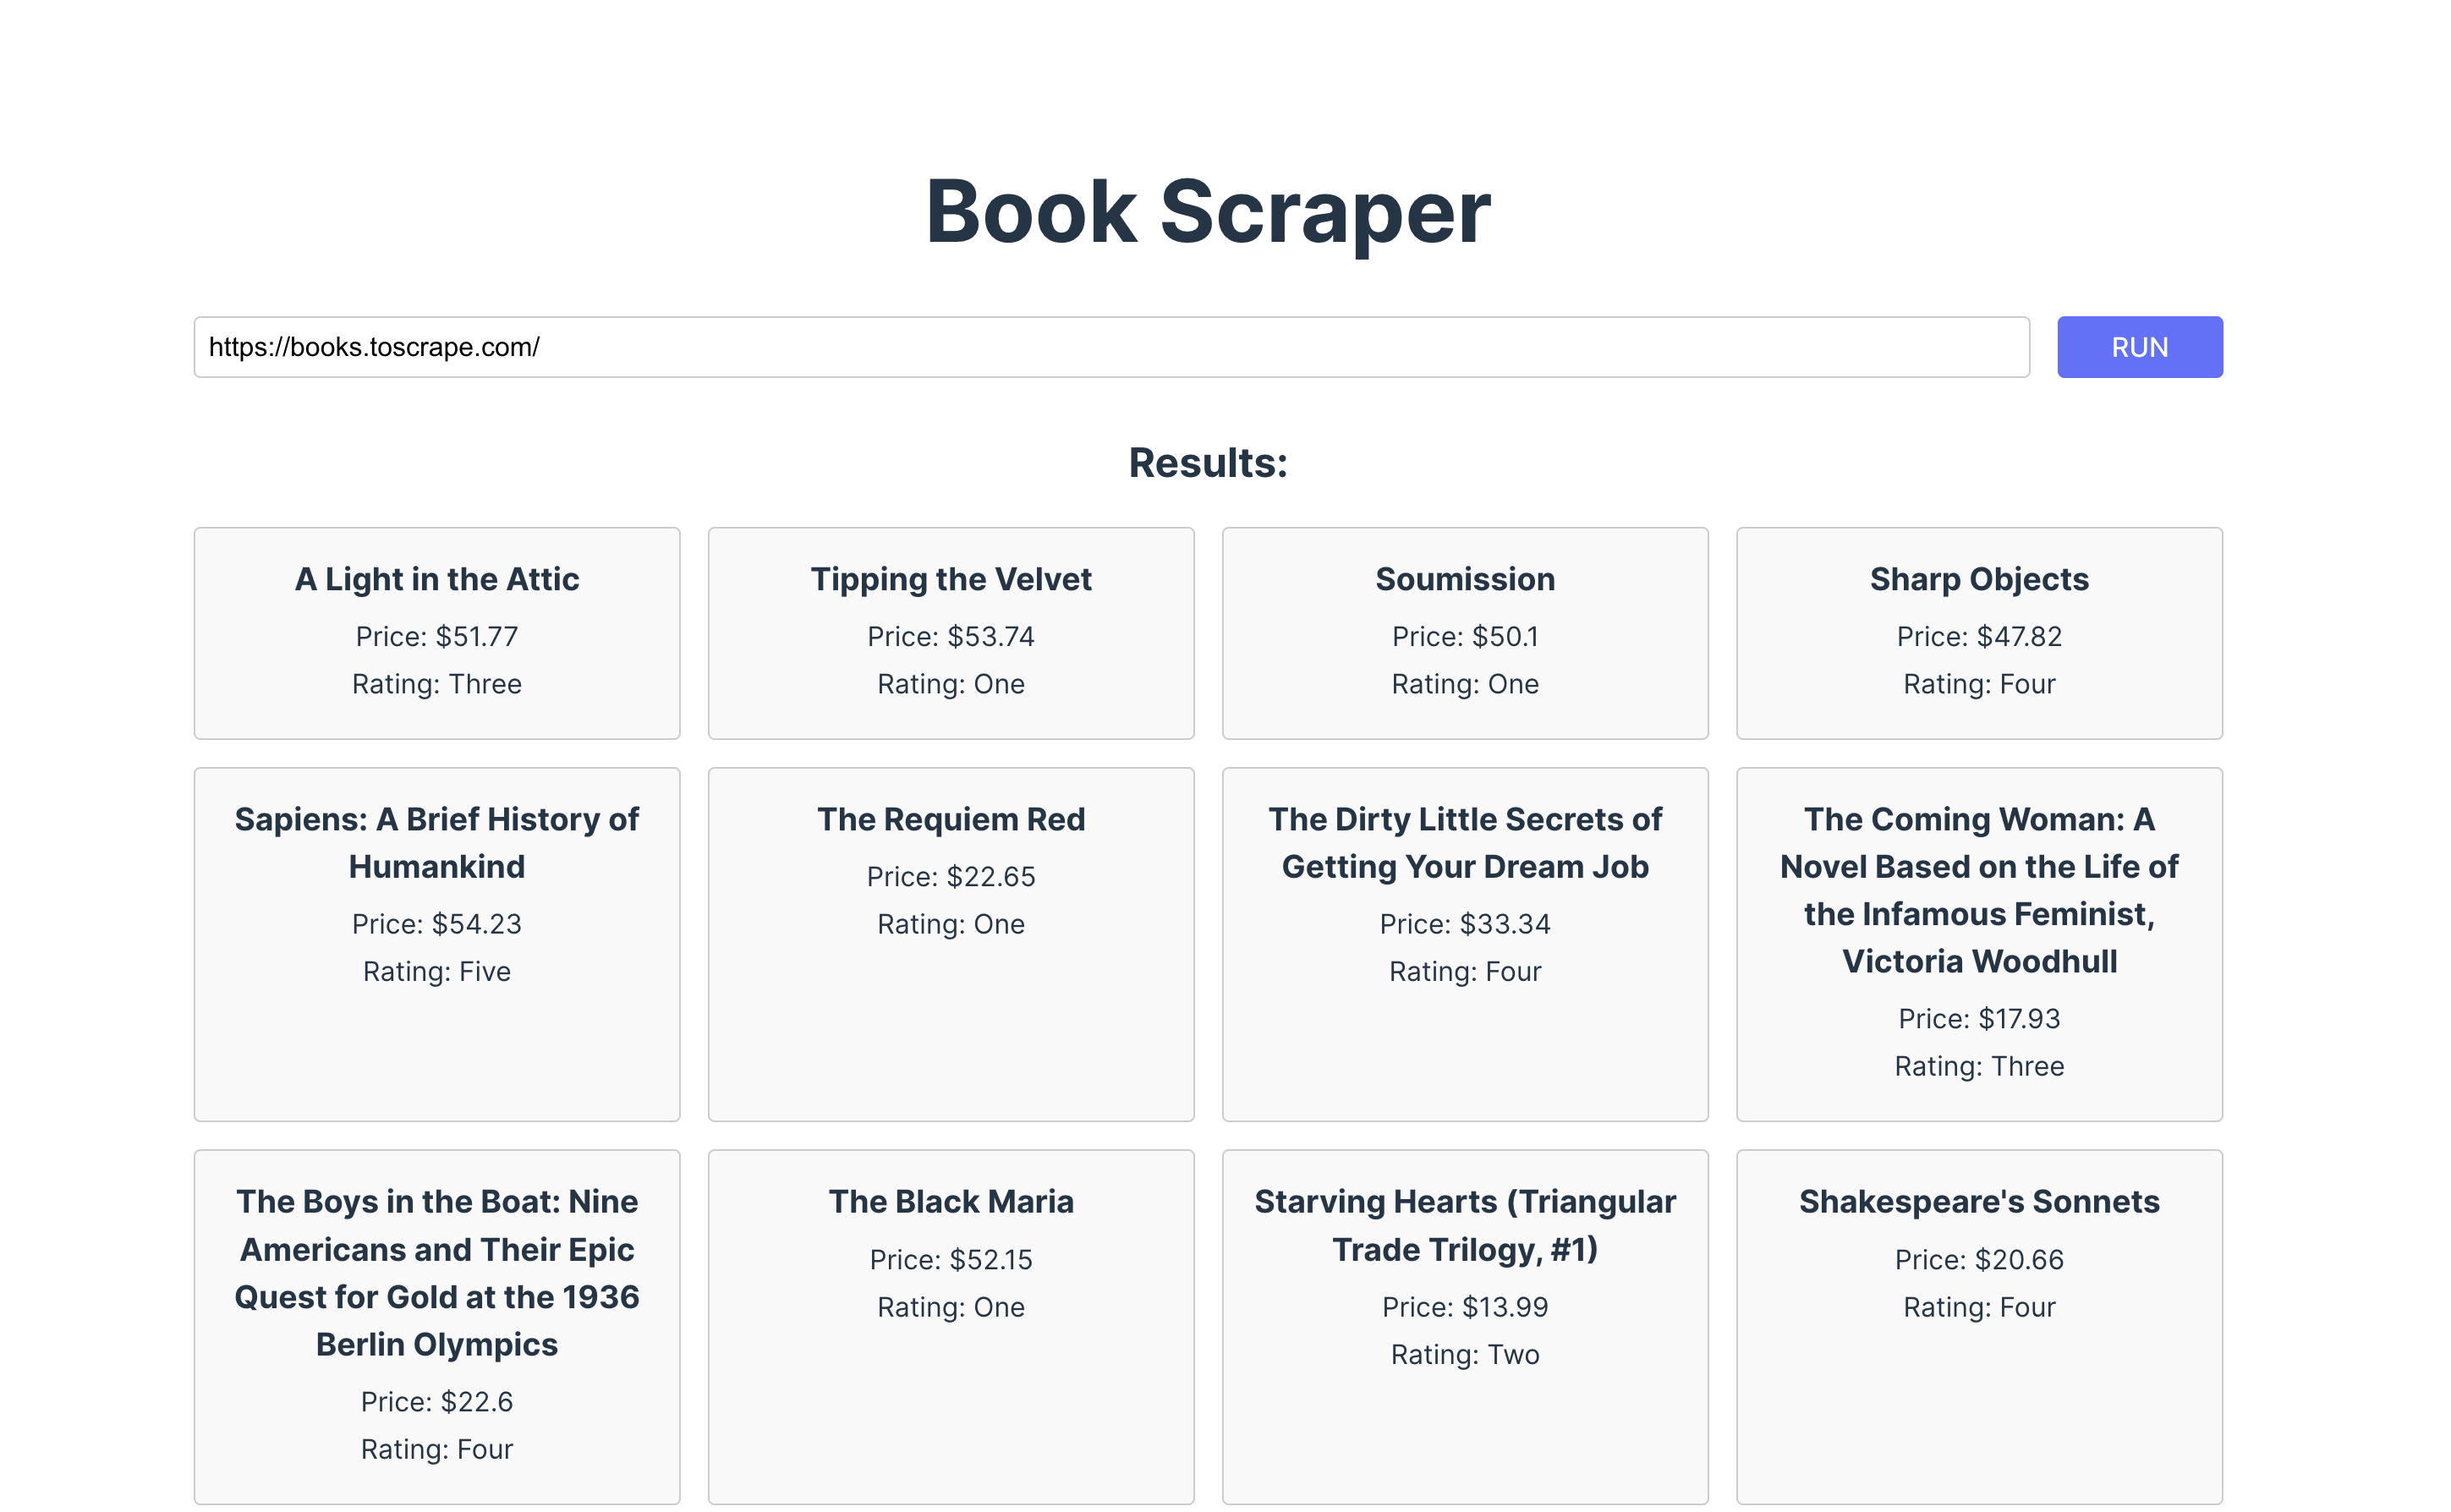 Book Scraper
https://books.toscrape.com/
RUN
Results:
A Light in the Attic
Price: $51.77
Rating: Three
Tipping the Velvet
Price: $53.74
Rating: One
Soumission
Price: $50.1
Rating: One
Sharp Objects
Price: $47.82
Rating: Four
Sapiens: A Brief History of
Humankind
Price: $54.23
Rating: Five
The Requiem Red
Price: $22.65
Rating: One
The Dirty Little Secrets of
Getting Your Dream Job
Price: $33.34
Rating: Four
The Coming Woman: A
Novel Based on the Life of
the Infamous Feminist,
Victoria Woodhull
Price: $17.93
Rating: Three
The Boys in the Boat: Nine
Americans and Their Epic
Quest for Gold at the 1936
Berlin Olympics
Price: $22.6
Rating: Four
The Black Maria
Price: $52.15
Rating: One
Starving Hearts (Triangular
Trade Trilogy, #1)
Price: $13.99
Rating: Two
Shakespeare's Sonnets
Price: $20.66
Rating: Four